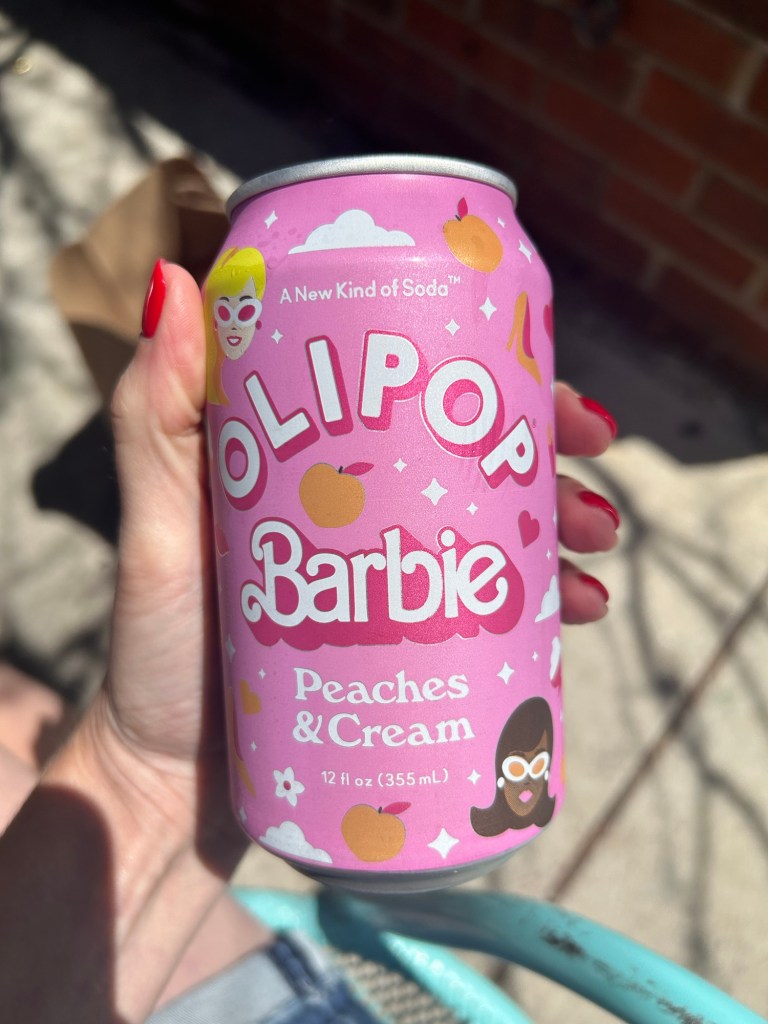 A New Kind of Soda™
OLIPOP
Barbie
Peaches
&Cream
12 fl oz (355 mL)